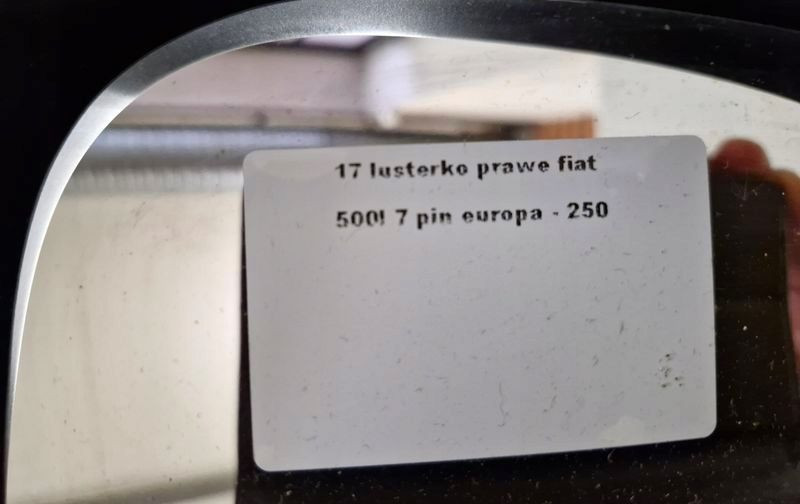 17 lusterko prawe fiat
500l 7 pin europa - 250